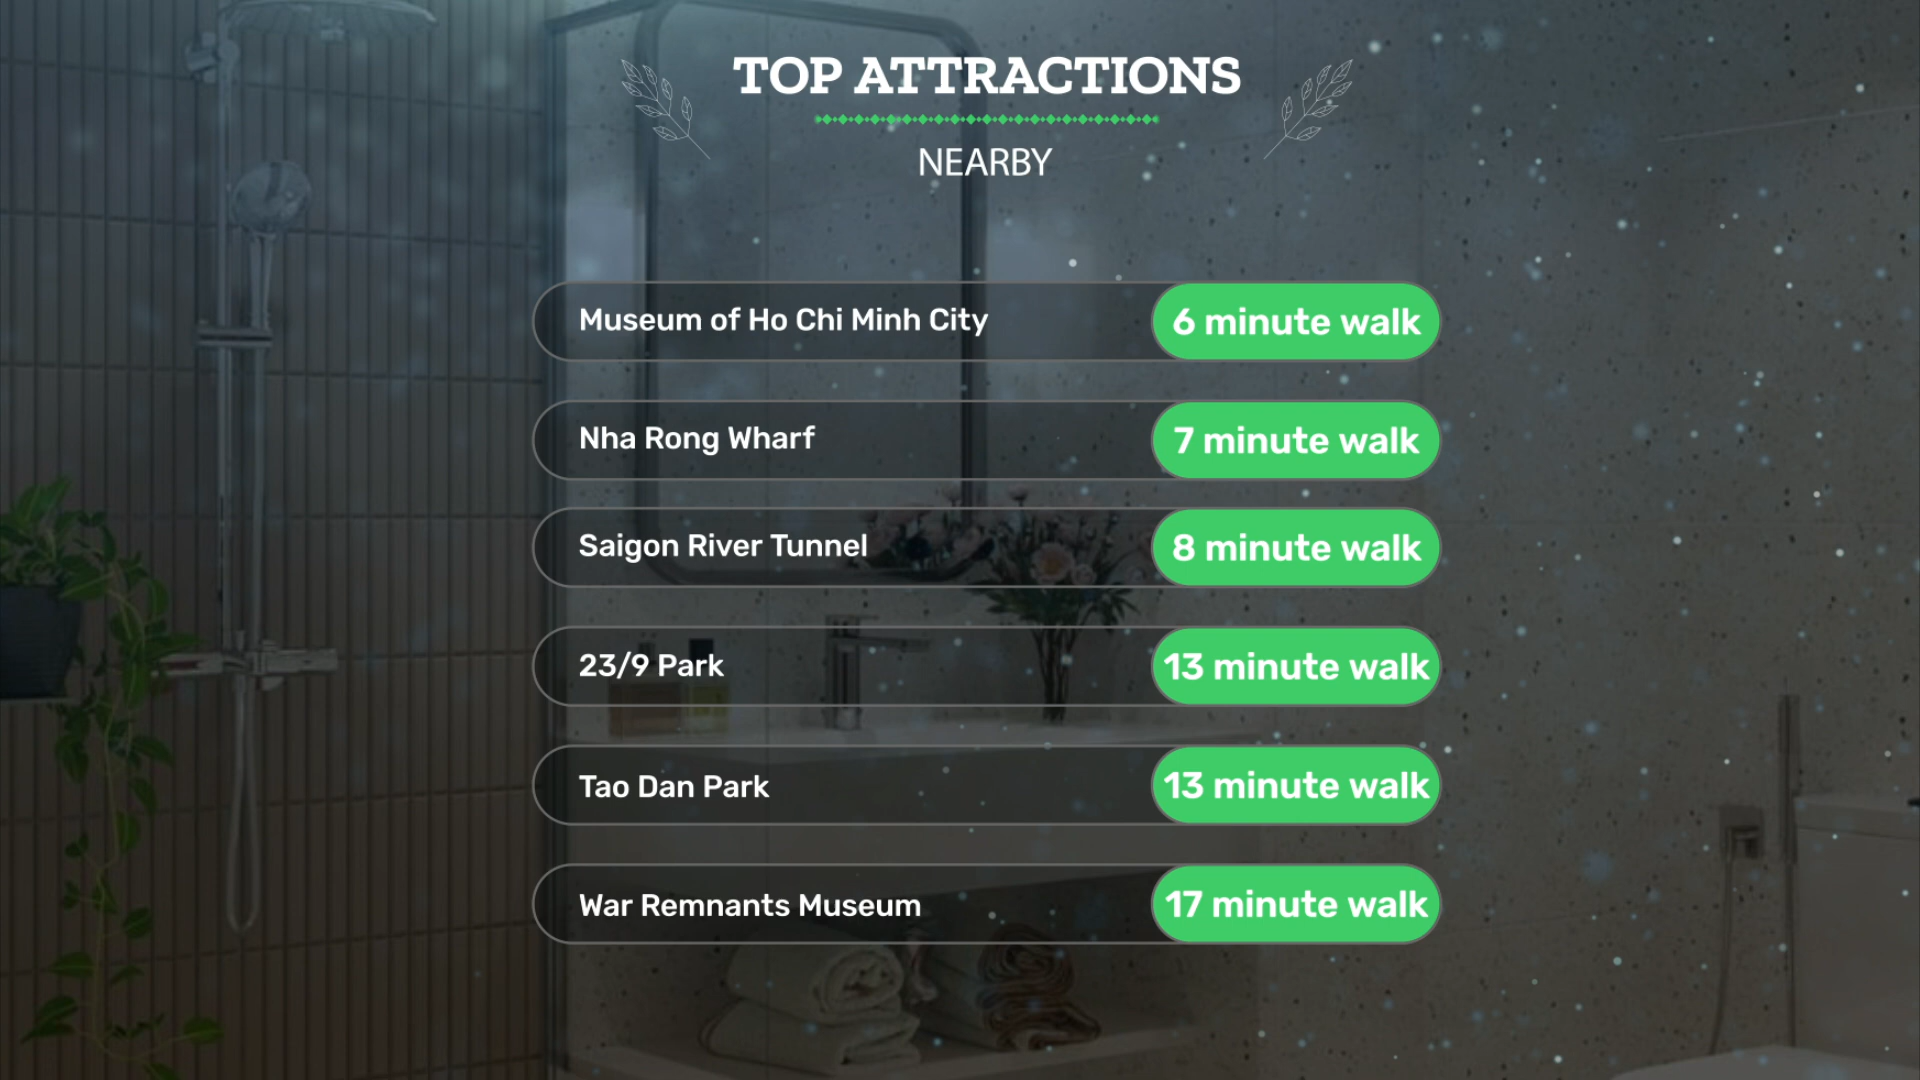 TOP ATTRACTIONS
NEARBY
Museum of Ho Chi Minh City 6 minute walk
Nha Rong Wharf 7 minute walk
Saigon River Tunnel 8 minute walk
23/9 Park 13 minute walk
Tao Dan Park 13 minute walk
War Remnants Museum 17 minute walk